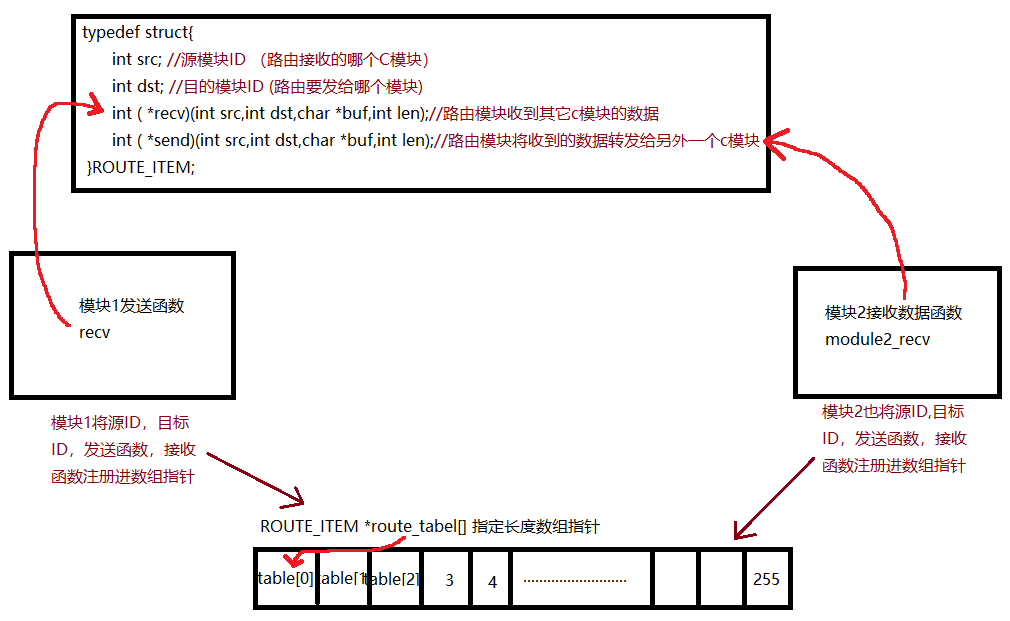 typedef struct{
int src; //源模块ID （路由接收的哪个C模块）
int dst; //目的模块ID (路由要发给哪个模块)
int ( *recv)(int src,int dst,char *buf,int len);//路由模块收到其它c模块的数据
int ( *send)(int src,int dst,char *buf,int len);//路由模块将收到的数据转发给另外一个c模块
}ROUTE_ITEM;
模块1发送函数
recv
模块2接收数据函数
module2_recv
模块1将源ID，目标
ID，发送函数，接收
函数注册进数组指针
模块2也将源ID,目标
ID，发送函数，接收
函数注册进数组指针
ROUTE_ITEM *route_tabel[] 指定长度数组指针
table[0] table[1 table[2] 3 4 .......................... 255